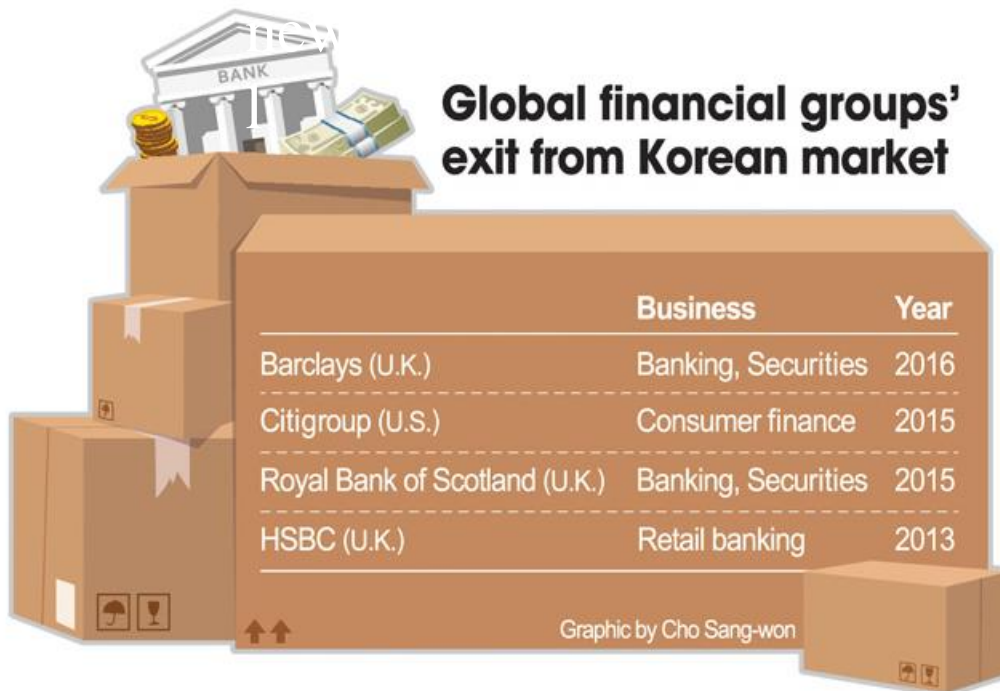 BANK
Global financial groups'
exit from Korean market
Business Year
Barclays (U.K.) Banking, Securities 2016
Citigroup (U.S.) Consumer finance 2015
Royal Bank of Scotland (U.K.) Banking, Securities 2015
HSBC (U.K.) Retail banking 2013
Graphic by Cho Sang-won